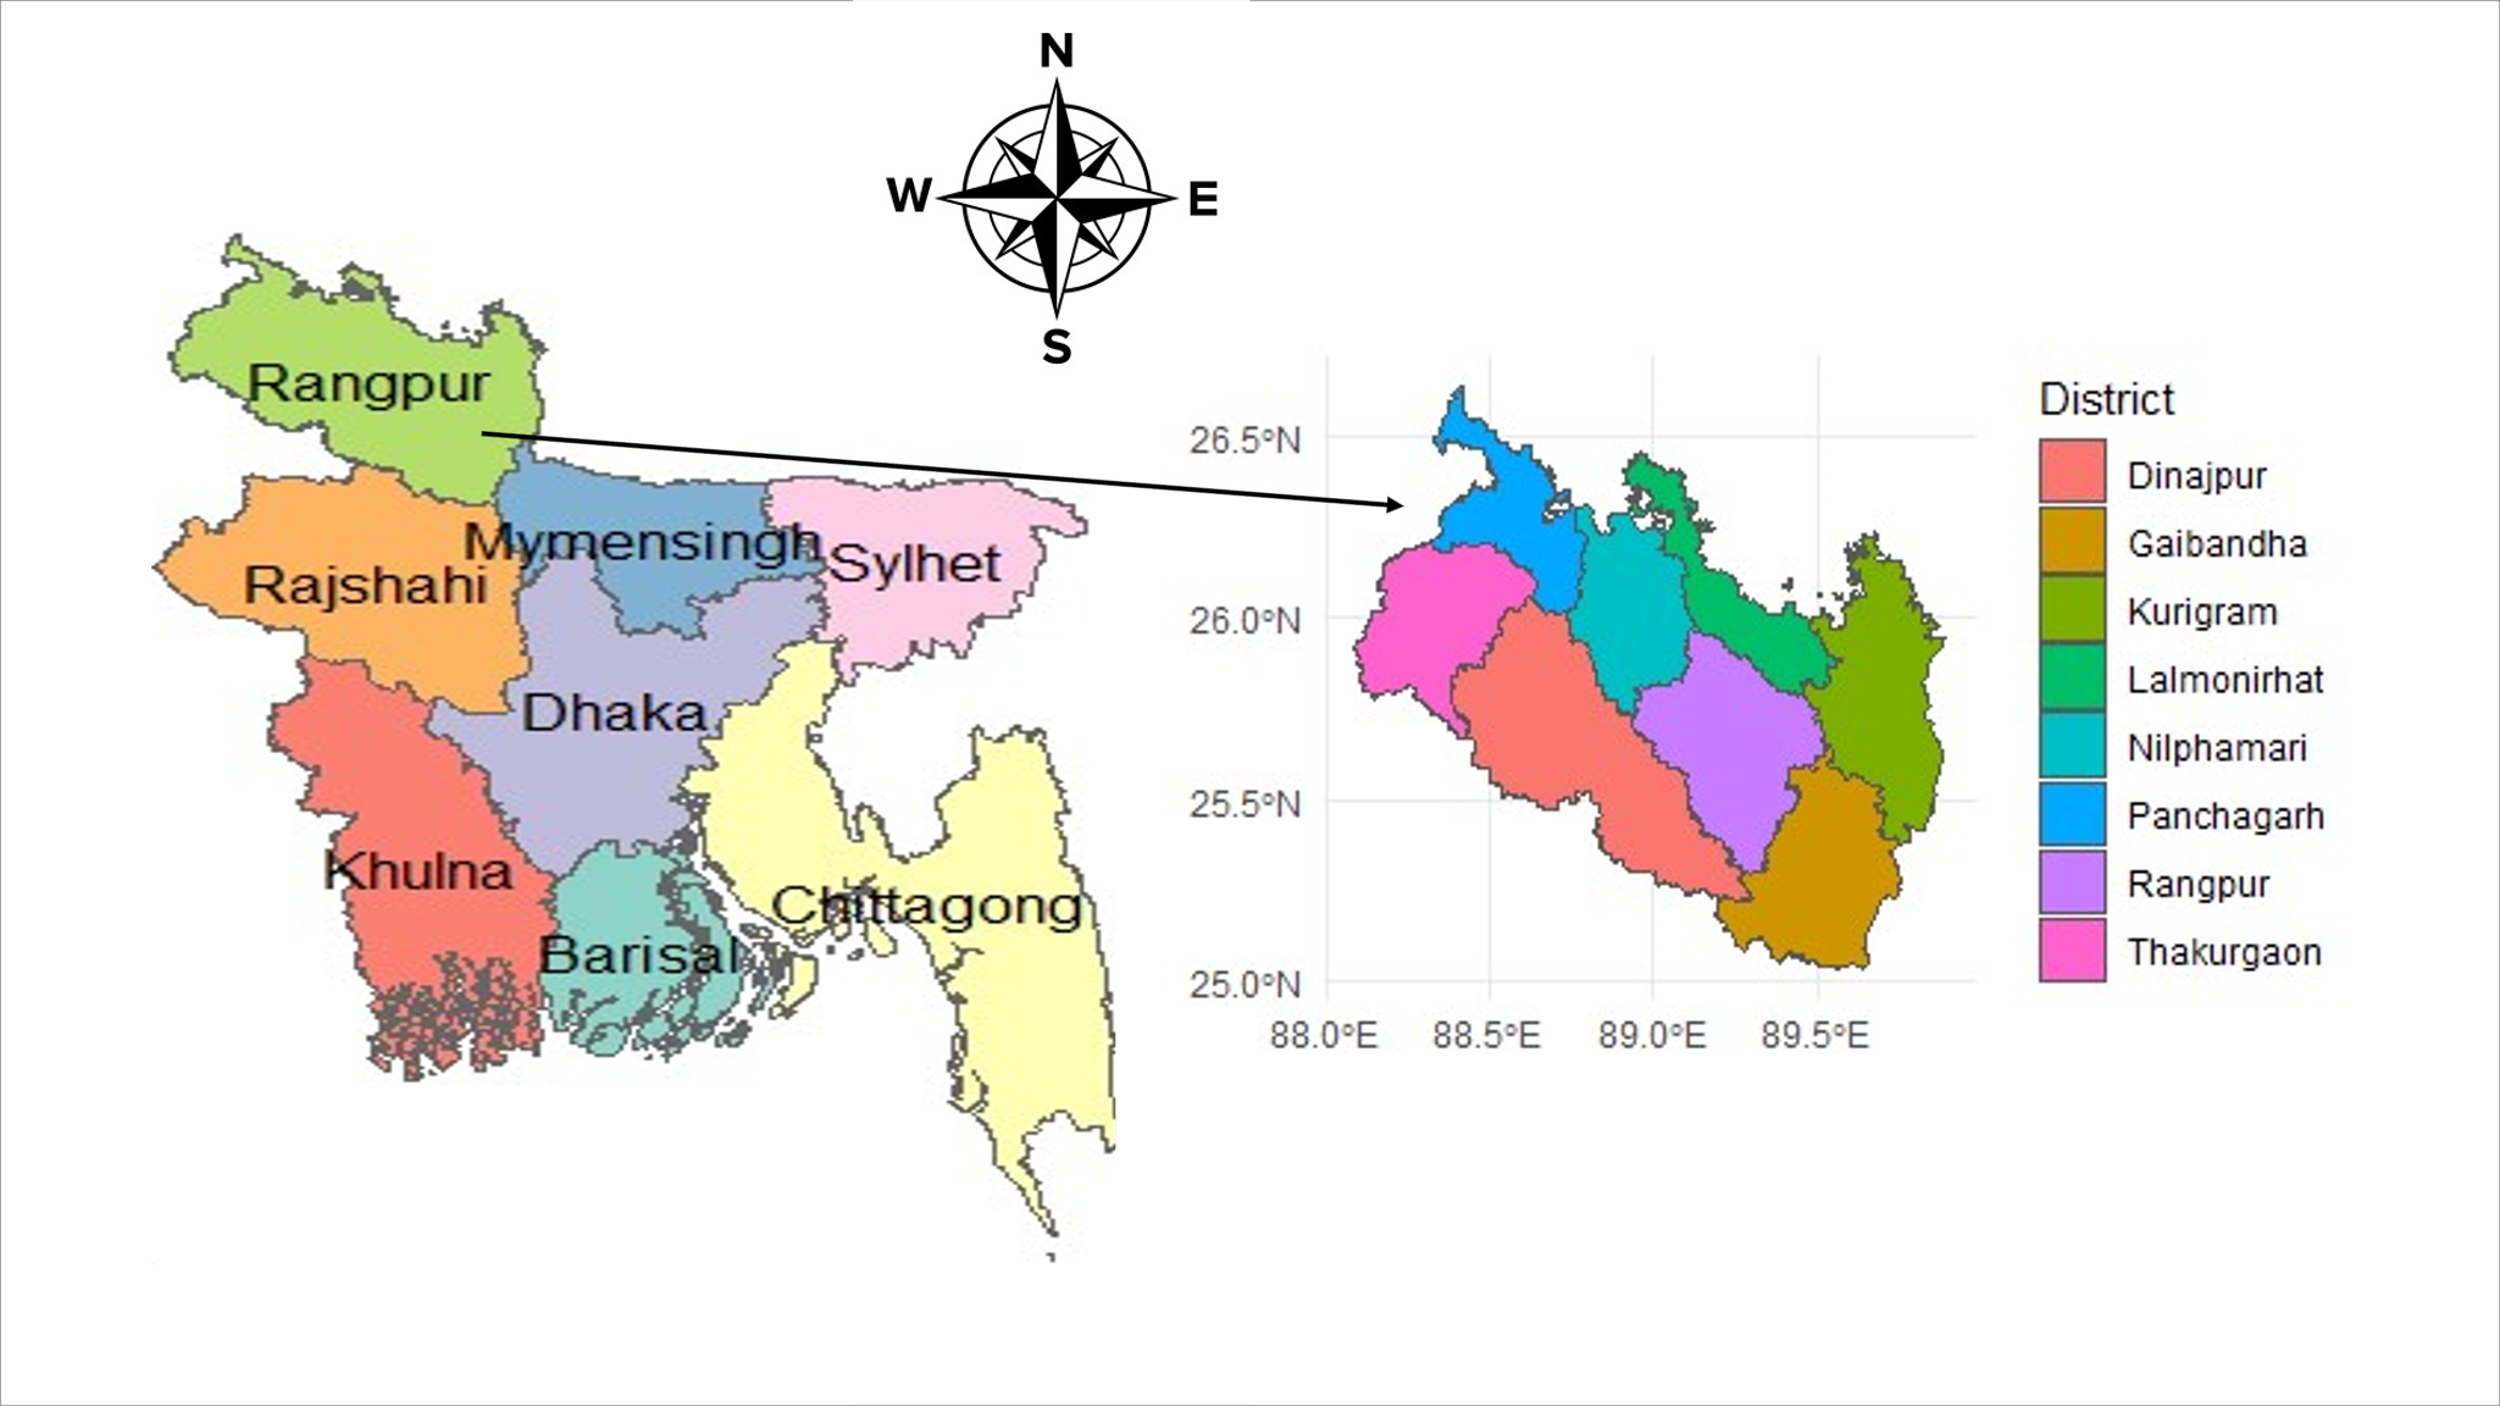 N
W
E
S
Rangpur
Mymensingh
Sylhet
Rajshahi
Dhaka
Khulna
Chittagong
Barisal
26.5°N
26.0°N
25.5°N
25.0°N
88.0°E 88.5°E 89.0°E 89.5°E
District
Dinajpur
Gaibandha
Kurigram
Lalmonirhat
Nilphamari
Panchagarh
Rangpur
Thakurgaon